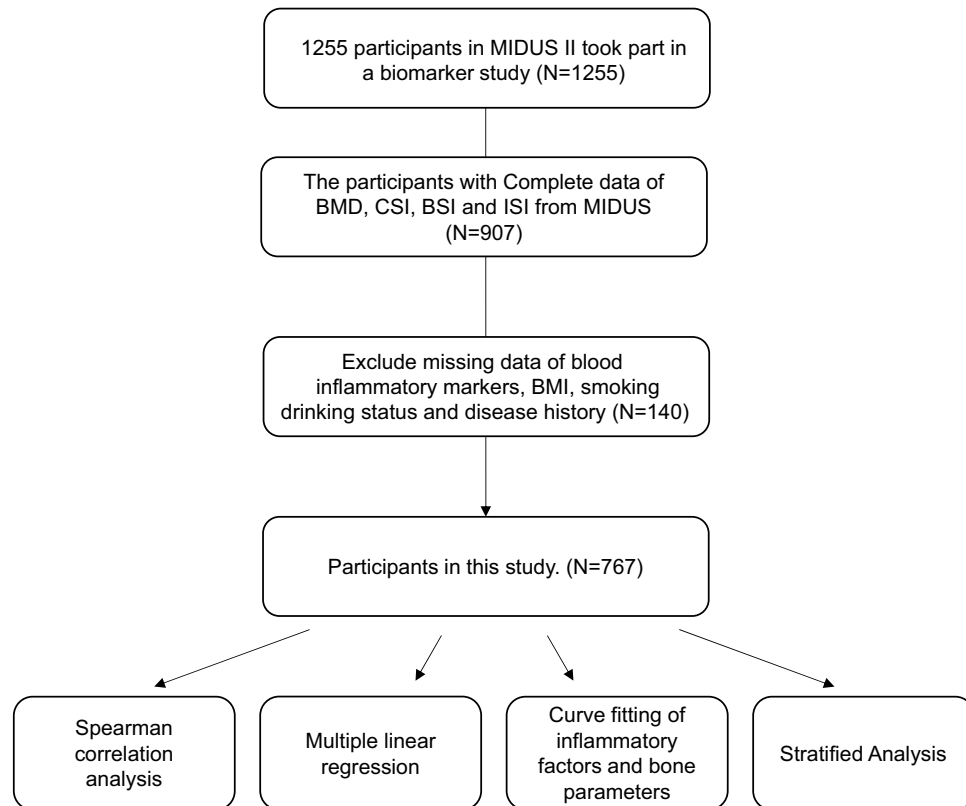 1255 participants in MIDUS II took part in
a biomarker study (N=1255)
The participants with Complete data of
BMD, CSI, BSI and ISI from MIDUS
(N=907)
Exclude missing data of blood
inflammatory markers, BMI, smoking
drinking status and disease history (N=140)
Participants in this study. (N=767)
Spearman
correlation
analysis
Multiple linear
regression
Curve fitting of
inflammatory
factors and bone
parameters
Stratified Analysis